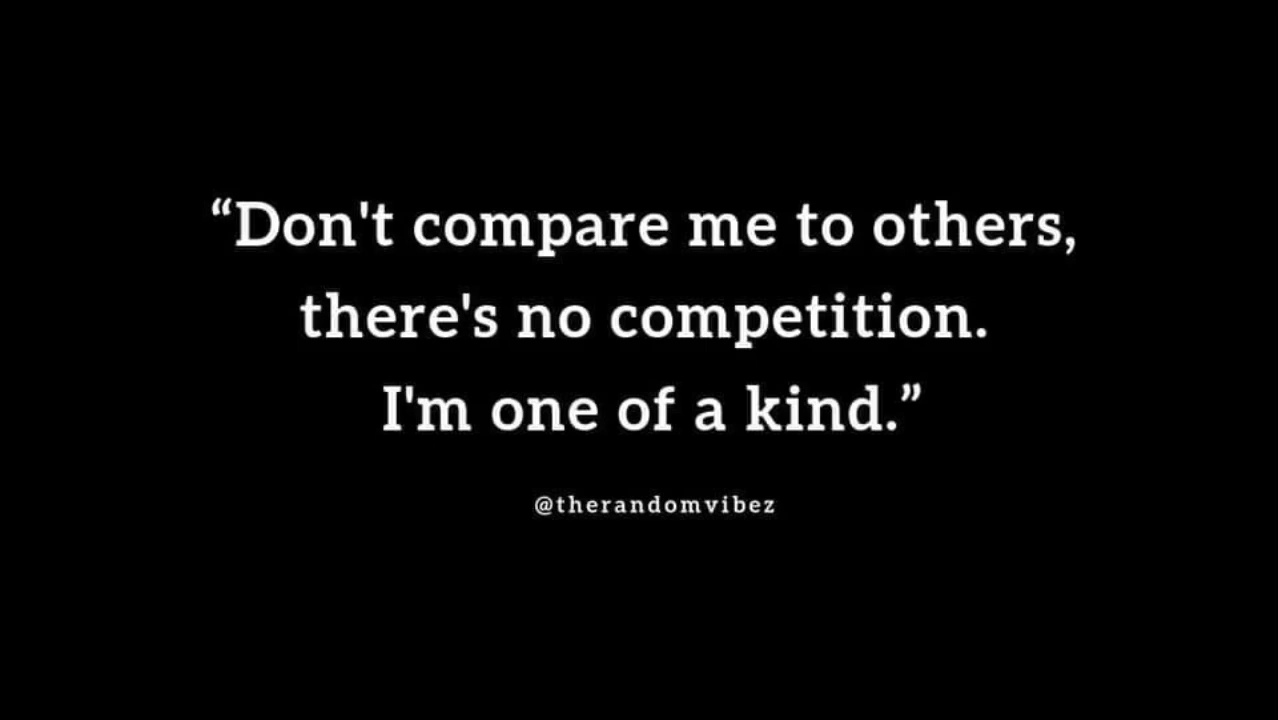 “Don't compare me to others,
there's no competition.
I'm one of a kind.”
@therandomvibez